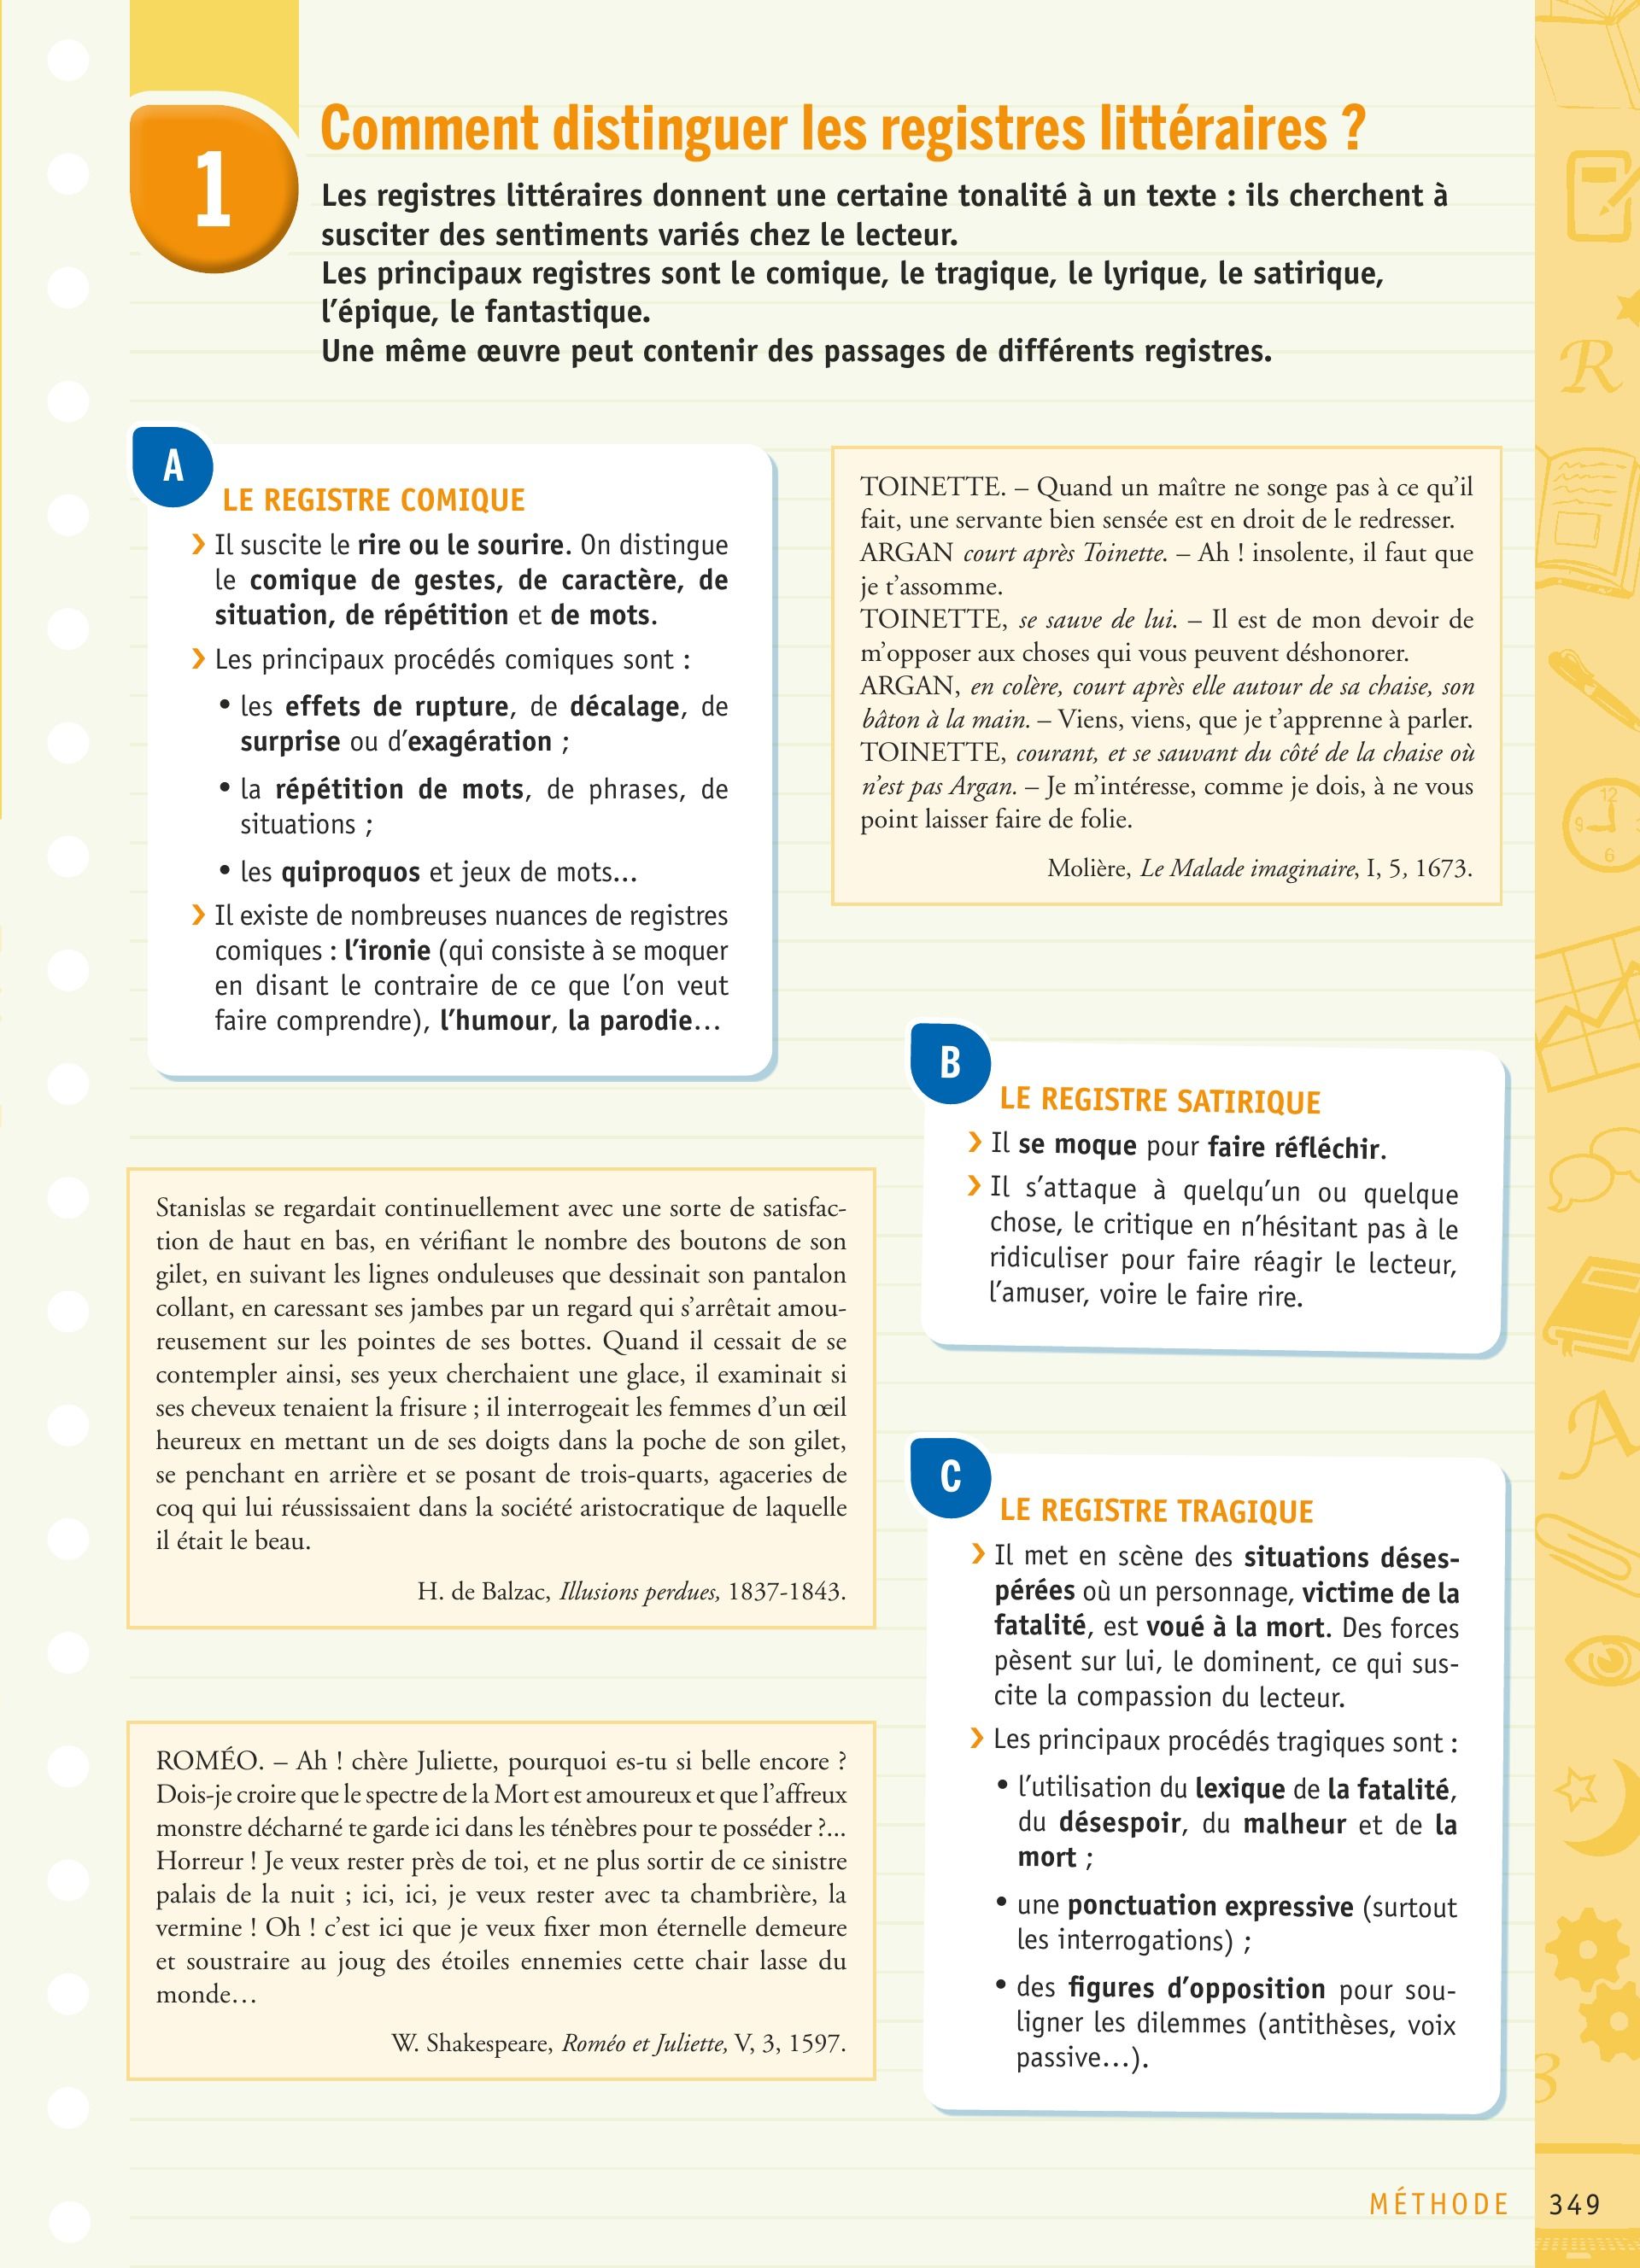 1
Comment distinguer les registres littéraires ?
Les registres littéraires donnent une certaine tonalité à un texte : ils cherchent à
susciter des sentiments variés chez le lecteur.
Les principaux registres sont le comique, le tragique, le lyrique, le satirique,
l'épique, le fantastique.
Une même œuvre peut contenir des passages de différents registres.
A
LE REGISTRE COMIQUE
› Il suscite le rire ou le sourire. On distingue
le comique de gestes, de caractère, de
situation, de répétition et de mots.
› Les principaux procédés comiques sont :
• les effets de rupture, de décalage, de
surprise ou d'exagération ;
• la répétition de mots, de phrases, de
situations ;
• les quiproquos et jeux de mots...
› Il existe de nombreuses nuances de registres
comiques : l'ironie (qui consiste à se moquer
en disant le contraire de ce que l'on veut
faire comprendre), l'humour, la parodie...
TOINETTE. – Quand un maître ne songe pas à ce qu'il
fait, une servante bien sensée est en droit de le redresser.
ARGAN court après Toinette. – Ah ! insolente, il faut que
je t'assomme.
TOINETTE, se sauve de lui. – Il est de mon devoir de
m'opposer aux choses qui vous peuvent déshonorer.
ARGAN, en colère, court après elle autour de sa chaise, son
bâton à la main. – Viens, viens, que je t'apprenne à parler.
TOINETTE, courant, et se sauvant du côté de la chaise où
n'est pas Argan. – Je m'intéresse, comme je dois, à ne vous
point laisser faire de folie.
Molière, Le Malade imaginaire, I, 5, 1673.
B
LE REGISTRE SATIRIQUE
› Il se moque pour faire réfléchir.
› Il s'attaque à quelqu'un ou quelque
chose, le critique en n'hésitant pas à le
ridiculiser pour faire réagir le lecteur,
l'amuser, voire le faire rire.
Stanislas se regardait continuellement avec une sorte de satisfac-
tion de haut en bas, en vérifiant le nombre des boutons de son
gilet, en suivant les lignes onduleuses que dessinait son pantalon
collant, en caressant ses jambes par un regard qui s'arrêtait amou-
reusement sur les pointes de ses bottes. Quand il cessait de se
contempler ainsi, ses yeux cherchaient une glace, il examinait si
ses cheveux tenaient la frisure ; il interrogeait les femmes d'un œil
heureux en mettant un de ses doigts dans la poche de son gilet,
se penchant en arrière et se posant de trois-quarts, agaceries de
coq qui lui réussissaient dans la société aristocratique de laquelle
il était le beau.
H. de Balzac, Illusions perdues, 1837-1843.
C
LE REGISTRE TRAGIQUE
› Il met en scène des situations déses-
pérées où un personnage, victime de la
fatalité, est voué à la mort. Des forces
pèsent sur lui, le dominent, ce qui sus-
cite la compassion du lecteur.
› Les principaux procédés tragiques sont :
• l'utilisation du lexique de la fatalité,
du désespoir, du malheur et de la
mort ;
• une ponctuation expressive (surtout
les interrogations) ;
• des figures d'opposition pour sou-
ligner les dilemmes (antithèses, voix
passive...).
ROMÉO. – Ah ! chère Juliette, pourquoi es-tu si belle encore ?
Dois-je croire que le spectre de la Mort est amoureux et que l'affreux
monstre décharné te garde ici dans les ténèbres pour te posséder ?...
Horreur ! Je veux rester près de toi, et ne plus sortir de ce sinistre
palais de la nuit ; ici, ici, je veux rester avec ta chambrière, la
vermine ! Oh ! c'est ici que je veux fixer mon éternelle demeure
et soustraire au joug des étoiles ennemies cette chair lasse du
monde...
W. Shakespeare, Roméo et Juliette, V, 3, 1597.
R
12
9
6
A
B
MÉTHODE 349